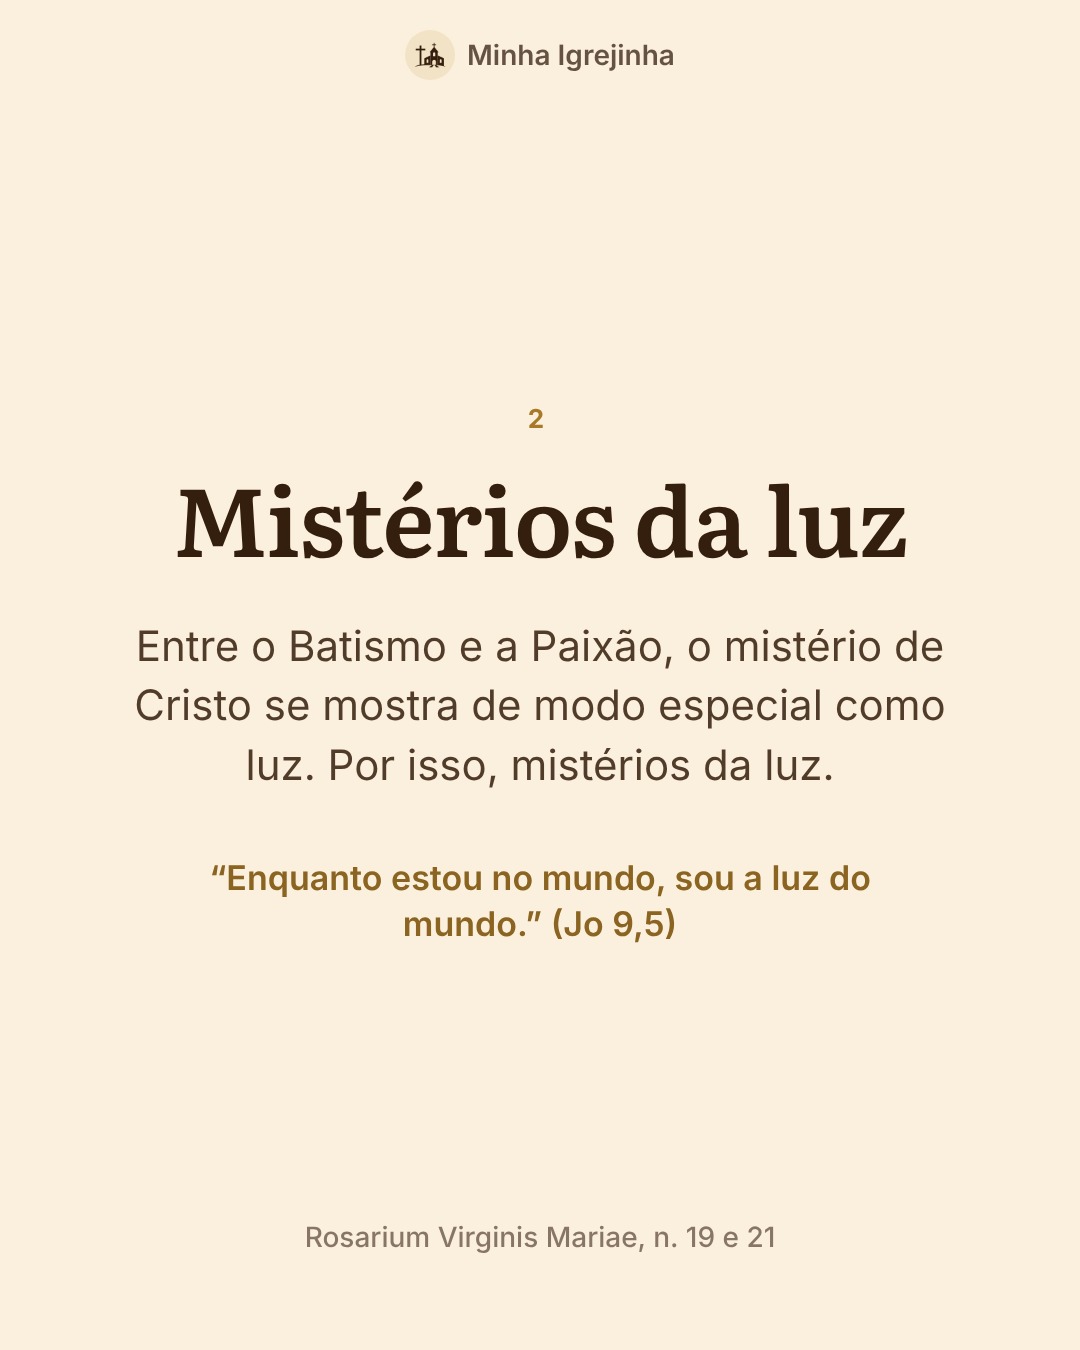 Minha Igrejinha
2
Mistérios da luz
Entre o Batismo e a Paixão, o mistério de
Cristo se mostra de modo especial como
luz. Por isso, mistérios da luz.
“Enquanto estou no mundo, sou a luz do
mundo.” (Jo 9,5)
Rosarium Virginis Mariae, n. 19 e 21